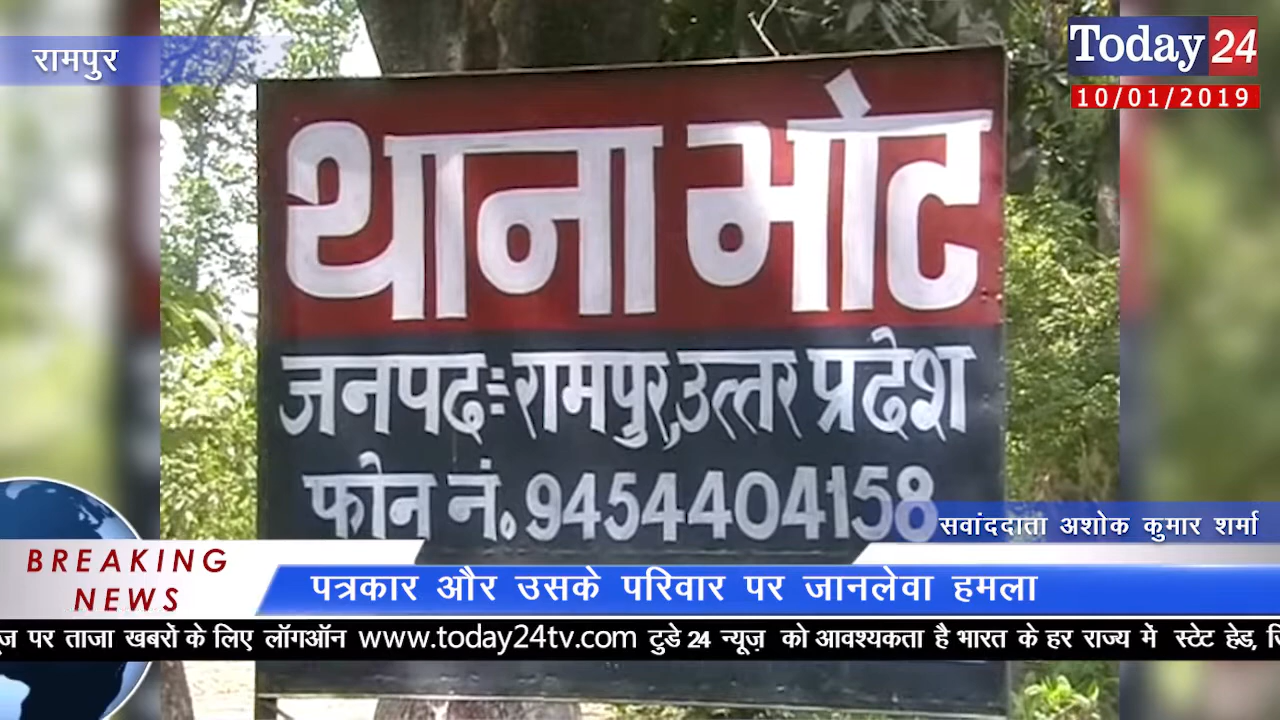 रामपुर
Today 24
10/01/2019
थाना भोट
जनपदः-रामपुर,उत्तर प्रदेश
फोन नं. 9454404158
सवांददाता अशोक कुमार शर्मा
BREAKING
NEWS
पत्रकार और उसके परिवार पर जानलेवा हमला
पर ताजा खबरों के लिए लॉगऑन www.today24tv.com टुडे 24 न्यूज़ को आवश्यकता है भारत के हर राज्य में स्टेट हेड,